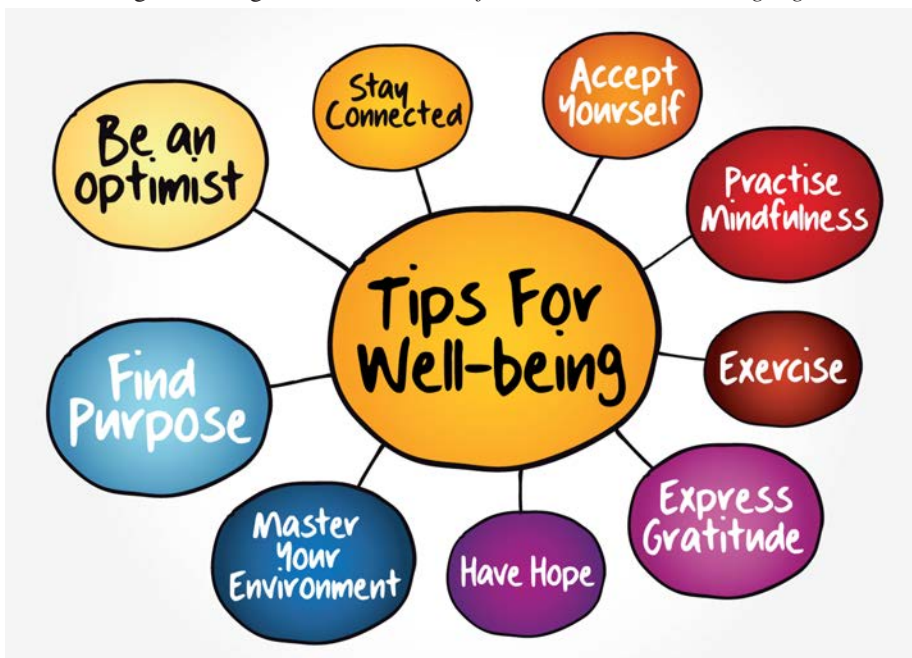 Tips For
Well-being
Be an
optimist
Stay
Connected
Accept
Yourself
Practise
Mindfulness
Exercise
Express
Gratitude
Have Hope
Master
Your
Environment
Find
Purpose